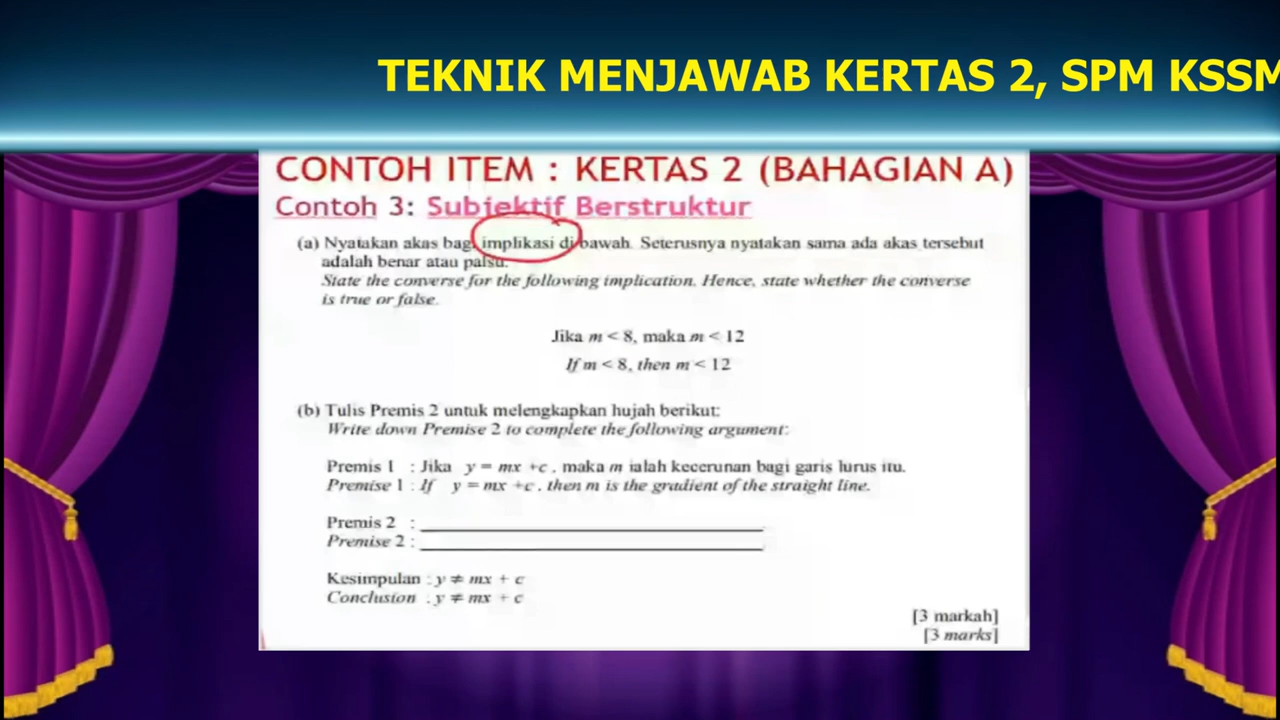 TEKNIK MENJAWAB KERTAS 2, SPM KSSM
CONTOH ITEM : KERTAS 2 (BAHAGIAN A)
Contoh 3: Subjektif Berstruktur
(a) Nyatakan akas bagi implikasi di bawah. Seterusnya nyatakan sama ada akas tersebut
adalah benar atau palsu.
State the converse for the following implication. Hence, state whether the converse
is true or false.
Jika m < 8, maka m < 12
If m < 8, then m < 12
(b) Tulis Premis 2 untuk melengkapkan hujah berikut:
Write down Premise 2 to complete the following argument:
Premis 1 : Jika y = mx + c, maka m ialah kecerunan bagi garis lurus itu.
Premise 1 : If y = mx + c, then m is the gradient of the straight line.
Premis 2 :
Premise 2 :
Kesimpulan : y ≠ mx + c
Conclusion : y ≠ mx + c
[3 markah]
[3 marks]